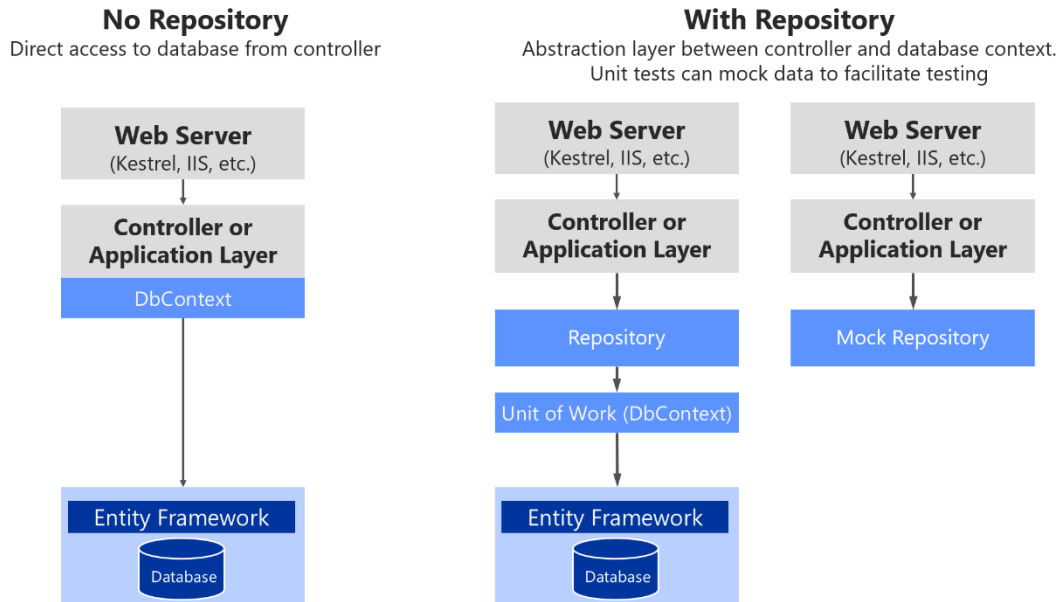 No Repository
Direct access to database from controller
Web Server
(Kestrel, IIS, etc.)
Controller or
Application Layer
DbContext
Entity Framework
Database
With Repository
Abstraction layer between controller and database context.
Unit tests can mock data to facilitate testing
Web Server
(Kestrel, IIS, etc.)
Controller or
Application Layer
Repository
Unit of Work (DbContext)
Entity Framework
Database
Web Server
(Kestrel, IIS, etc.)
Controller or
Application Layer
Mock Repository